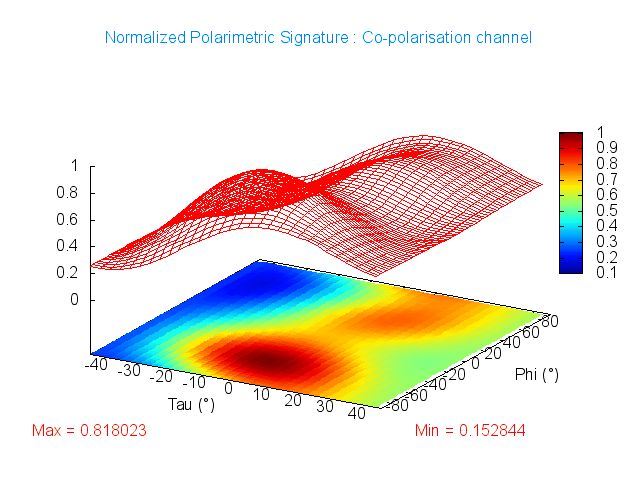 Normalized Polarimetric Signature : Co-polarisation channel
1
0.8
0.6
0.4
0.2
0
1
0.9
0.8
0.7
0.6
0.5
0.4
0.3
0.2
0.1
-40 -30 -20 -10 0 10 20 30 40
Tau (°)
-80 -60 -40 -20 0 20 40 60 80
Phi (°)
Max = 0.818023
Min = 0.152844